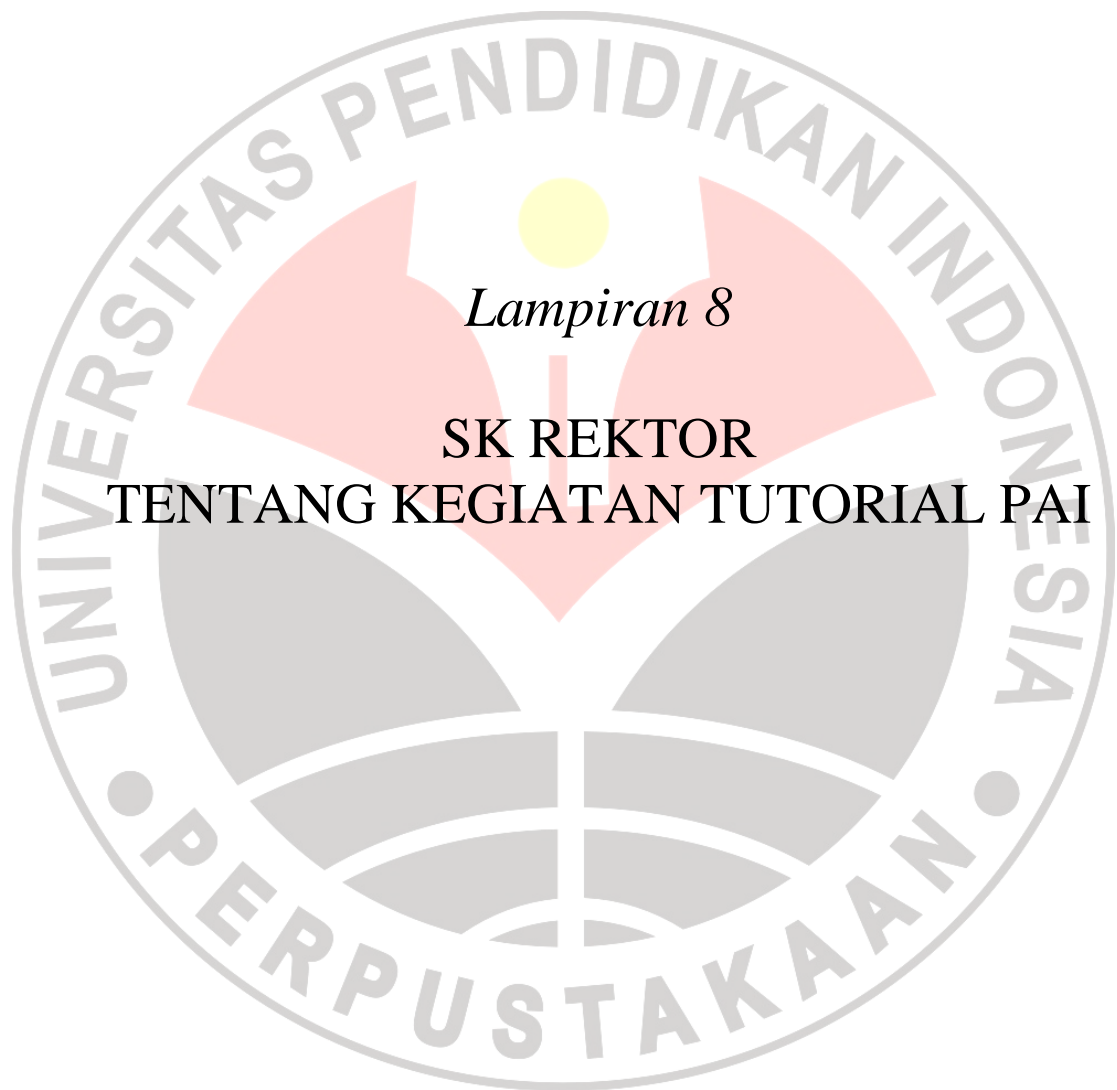 UNIVERSITAS PENDIDIKAN INDONESIA
Lampiran 8
SK REKTOR
TENTANG KEGIATAN TUTORIAL PAI
PERPUSTAKAAN